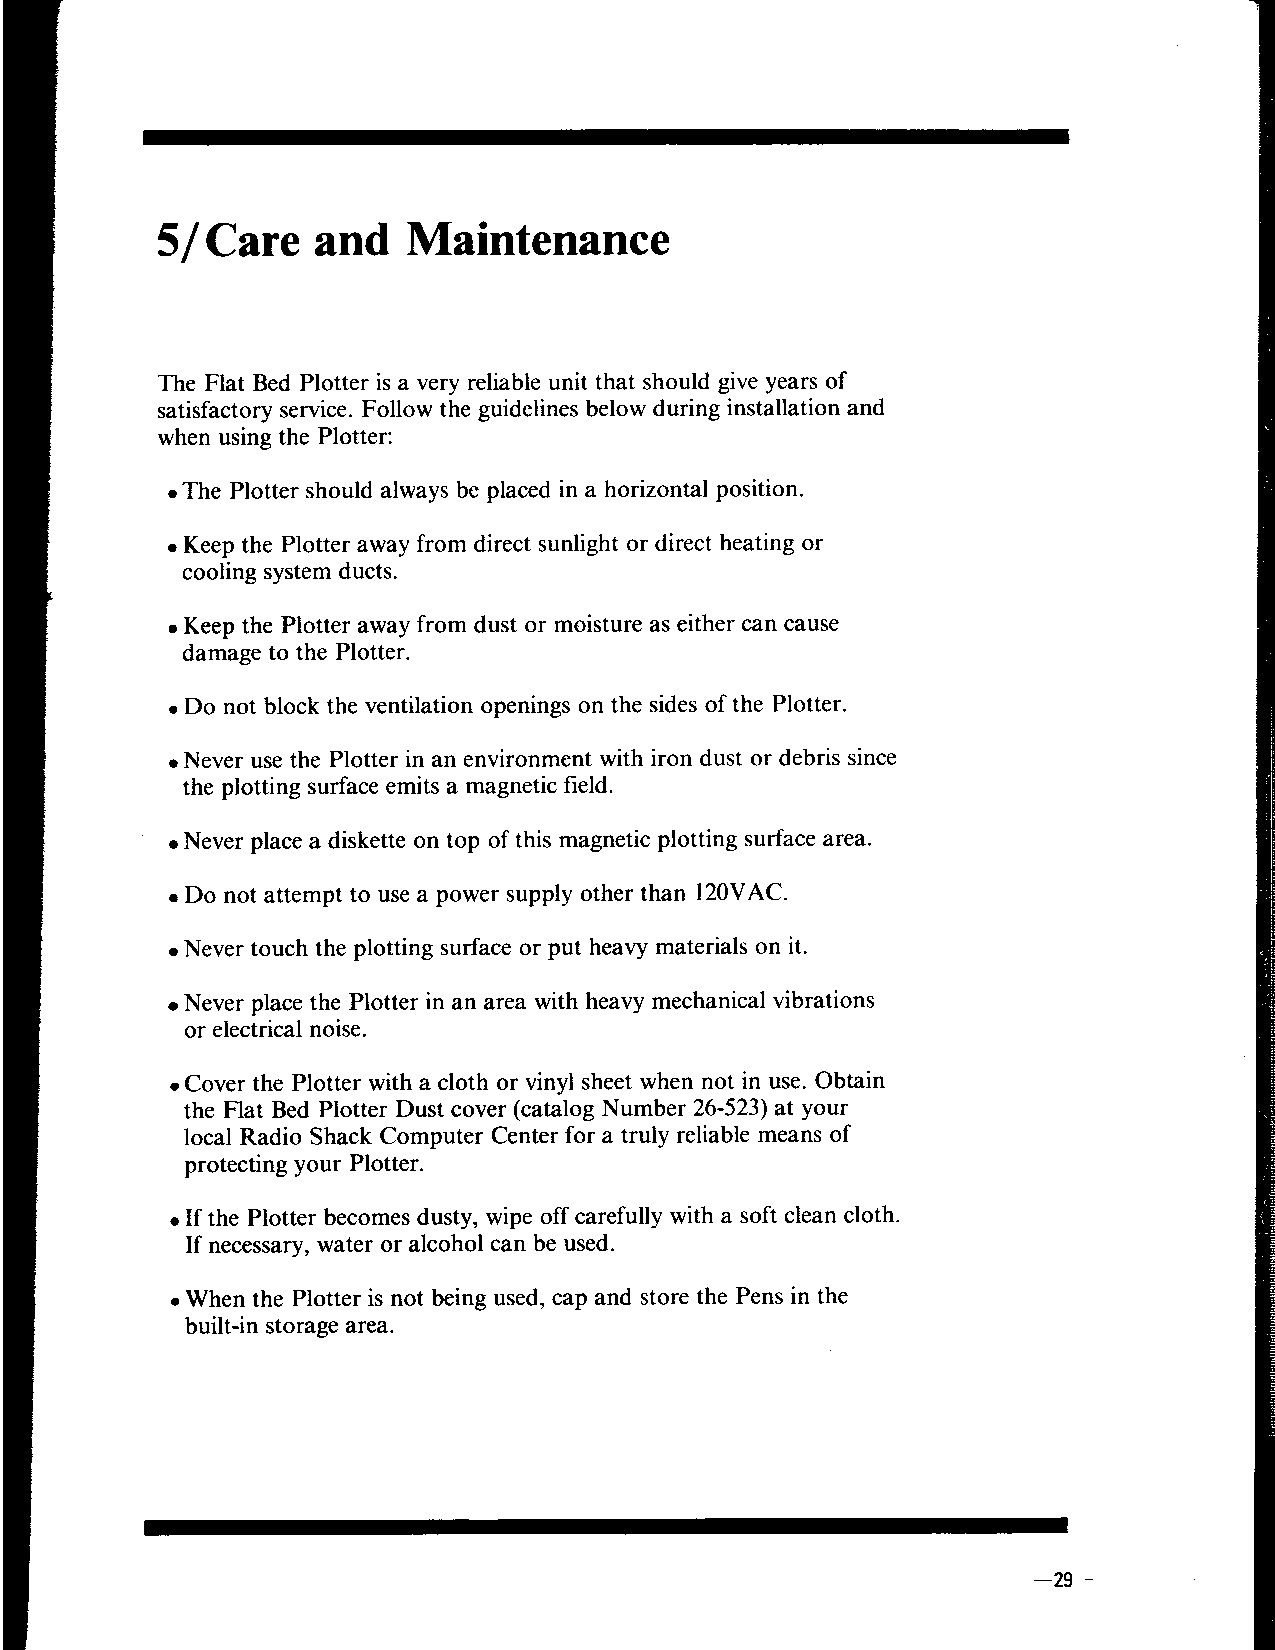 5/Care and Maintenance
The Flat Bed Plotter is a very reliable unit that should give years of
satisfactory service. Follow the guidelines below during installation and
when using the Plotter:
• The Plotter should always be placed in a horizontal position.
• Keep the Plotter away from direct sunlight or direct heating or
cooling system ducts.
• Keep the Plotter away from dust or moisture as either can cause
damage to the Plotter.
• Do not block the ventilation openings on the sides of the Plotter.
• Never use the Plotter in an environment with iron dust or debris since
the plotting surface emits a magnetic field.
• Never place a diskette on top of this magnetic plotting surface area.
• Do not attempt to use a power supply other than 120VAC.
• Never touch the plotting surface or put heavy materials on it.
• Never place the Plotter in an area with heavy mechanical vibrations
or electrical noise.
• Cover the Plotter with a cloth or vinyl sheet when not in use. Obtain
the Flat Bed Plotter Dust cover (catalog Number 26-523) at your
local Radio Shack Computer Center for a truly reliable means of
protecting your Plotter.
• If the Plotter becomes dusty, wipe off carefully with a soft clean cloth.
If necessary, water or alcohol can be used.
• When the Plotter is not being used, cap and store the Pens in the
built-in storage area.
—29 -